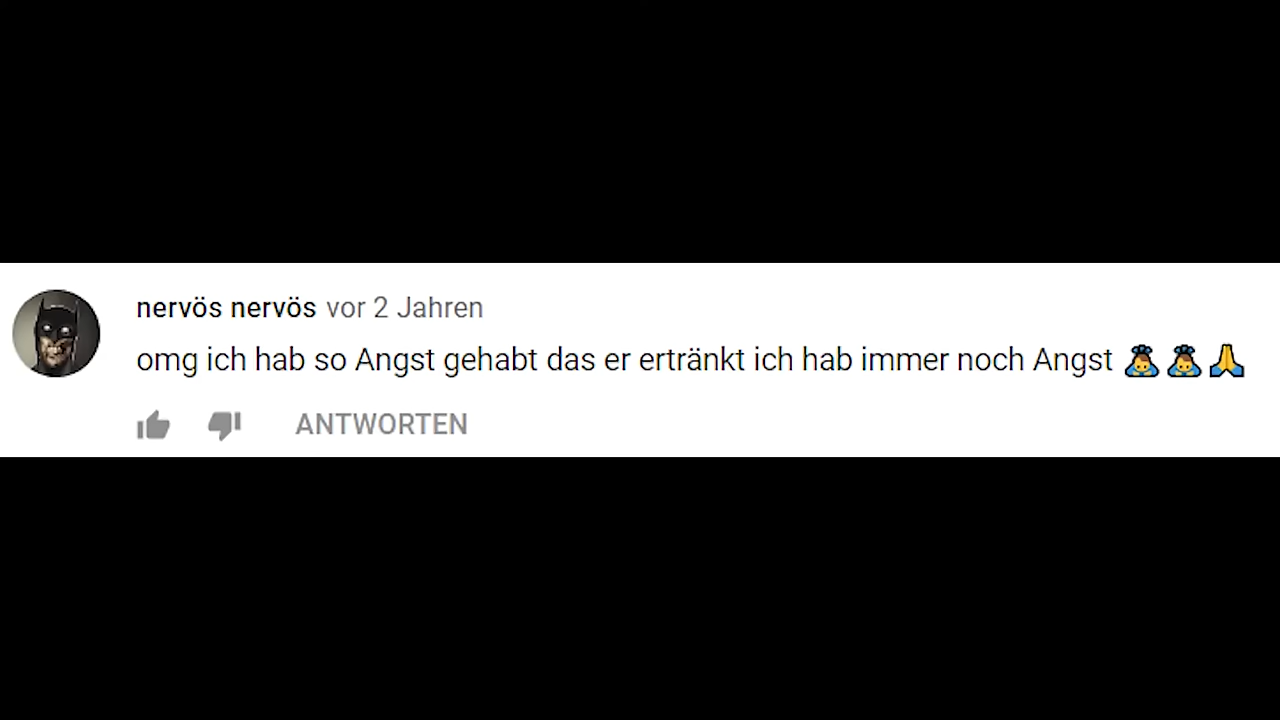 nervös nervös vor 2 Jahren
omg ich hab so Angst gehabt das er ertränkt ich hab immer noch Angst 🙇🙇🙏
ANTWORTEN